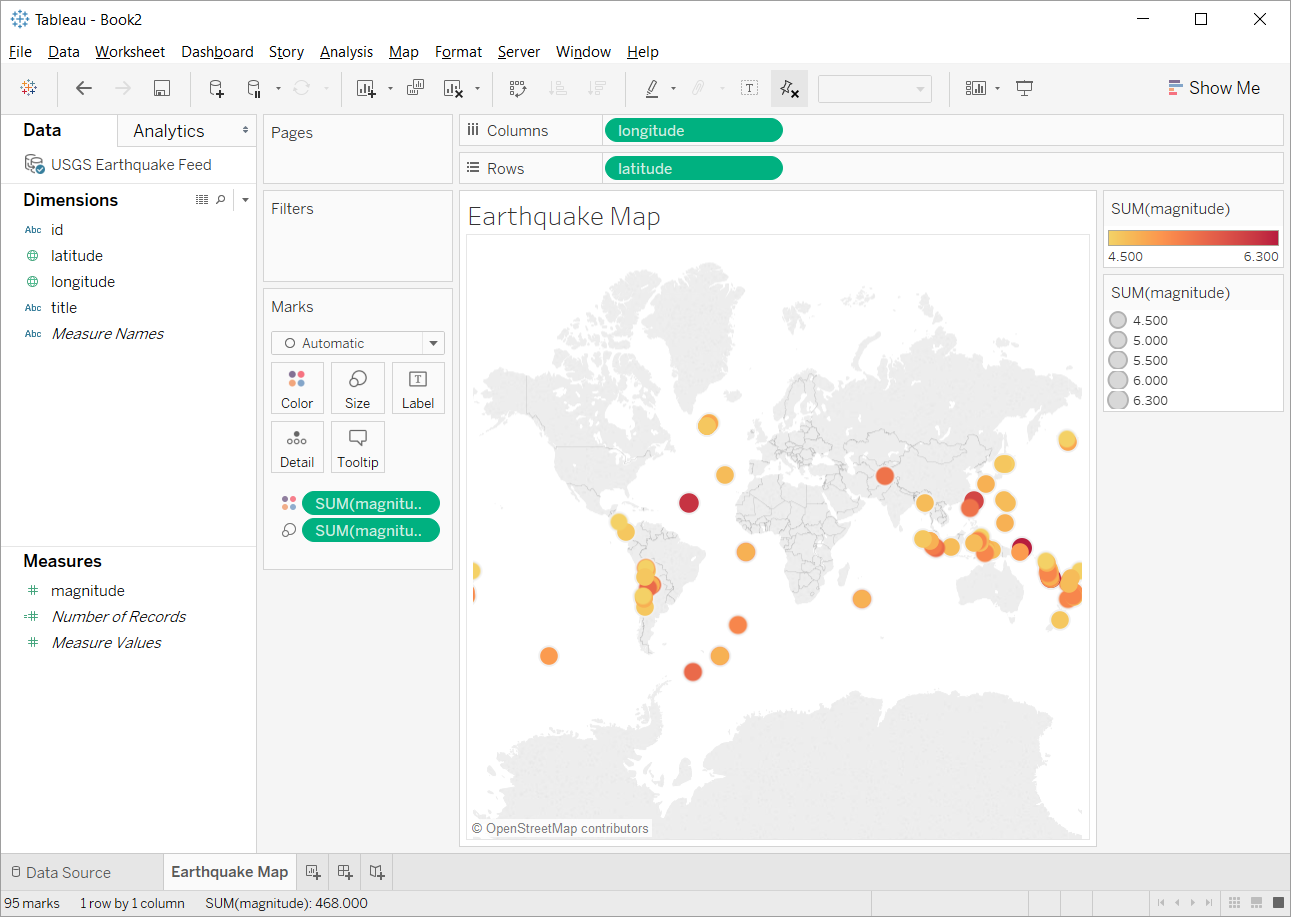 Tableau - Book2
File Data Worksheet Dashboard Story Analysis Map Format Server Window Help
Show Me
Data
Analytics
USGS Earthquake Feed
Dimensions
Abc id
latitude
longitude
Abc title
Abc Measure Names
Measures
# magnitude
=# Number of Records
# Measure Values
Pages
Filters
Marks
Automatic
Color Size T Label
Detail Tooltip
SUM(magnitu..
SUM(magnitu..
Columns longitude
Rows latitude
Earthquake Map
© OpenStreetMap contributors
SUM(magnitude)
4.500 6.300
SUM(magnitude)
4.500
5.000
5.500
6.000
6.300
Data Source
Earthquake Map
95 marks 1 row by 1 column SUM(magnitude): 468.000